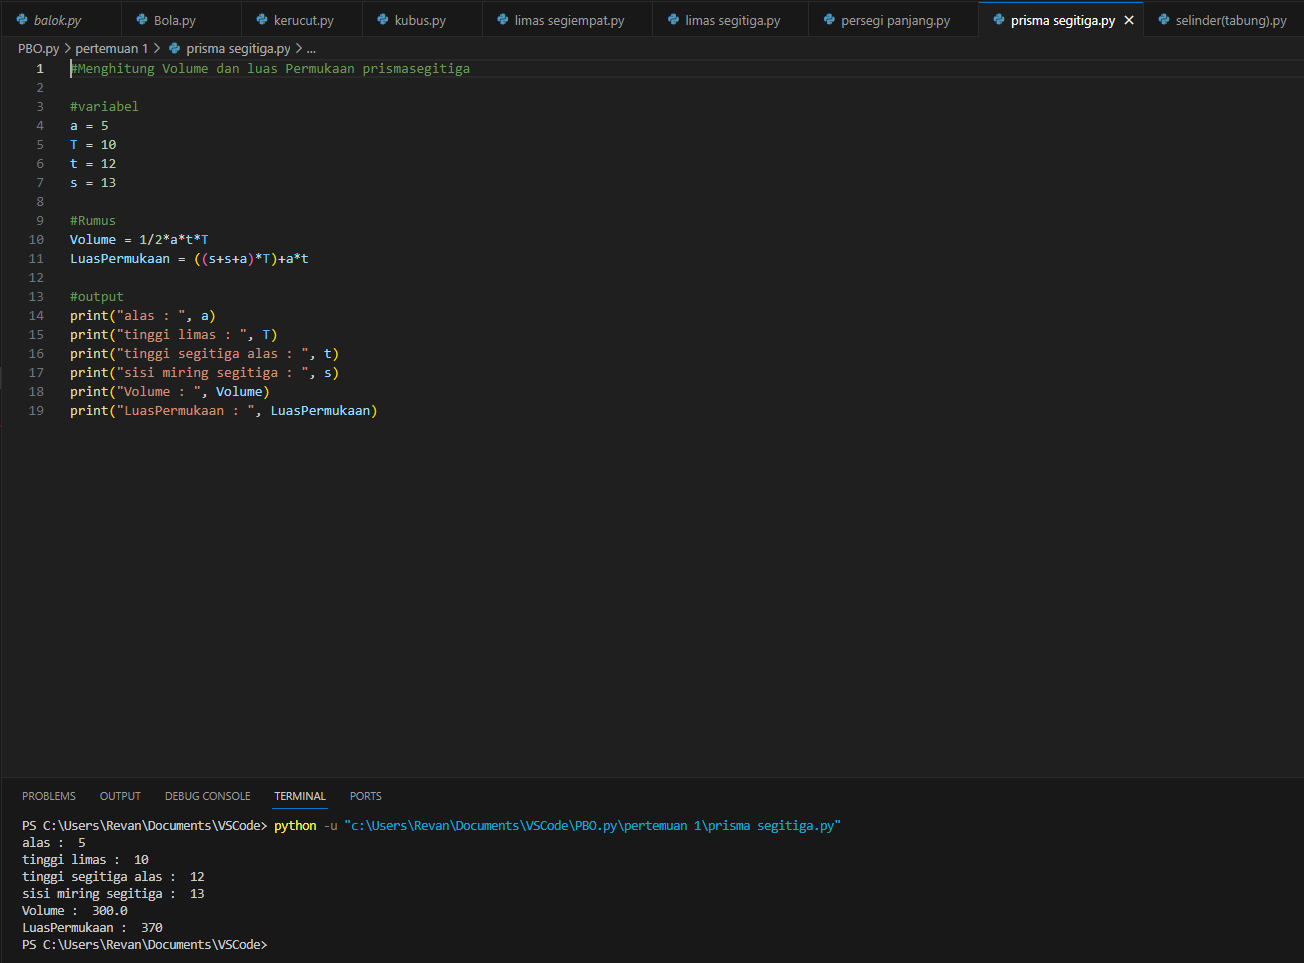 balok.py Bola.py kerucut.py kubus.py limas segiempat.py limas segitiga.py persegi panjang.py prisma segitiga.py × selinder(tabung).py
PBO.py > pertemuan 1 > prisma segitiga.py > ...
1 #Menghitung Volume dan luas Permukaan prismasegitiga
2
3 #variabel
4 a = 5
5 T = 10
6 t = 12
7 s = 13
8
9 #Rumus
10 Volume = 1/2*a*t*T
11 LuasPermukaan = ((s+s+a)*T)+a*t
12
13 #output
14 print("alas : ", a)
15 print("tinggi limas : ", T)
16 print("tinggi segitiga alas : ", t)
17 print("sisi miring segitiga : ", s)
18 print("Volume : ", Volume)
19 print("LuasPermukaan : ", LuasPermukaan)
PROBLEMS OUTPUT DEBUG CONSOLE TERMINAL PORTS
PS C:\Users\Revan\Documents\VSCode> python -u "c:\Users\Revan\Documents\VSCode\PBO.py\pertemuan 1\prisma segitiga.py"
alas :  5
tinggi limas :  10
tinggi segitiga alas :  12
sisi miring segitiga :  13
Volume :  300.0
LuasPermukaan :  370
PS C:\Users\Revan\Documents\VSCode>